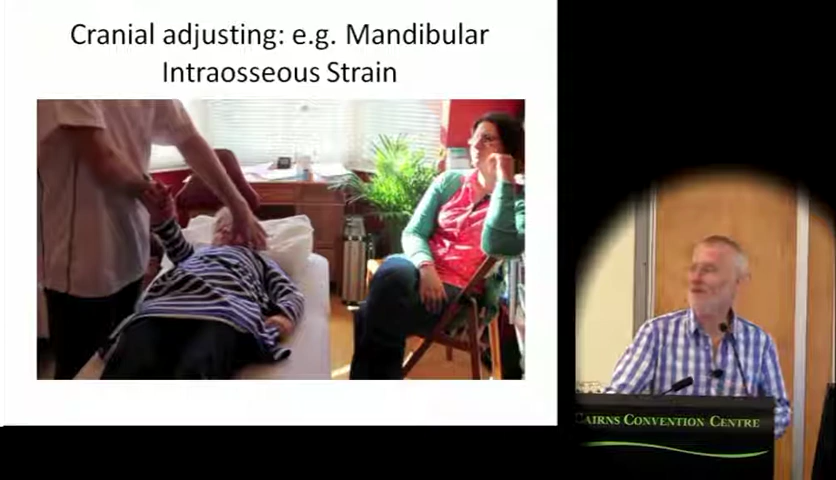 Cranial adjusting: e.g. Mandibular
Intraosseous Strain
CAIRNS CONVENTION CENTRE